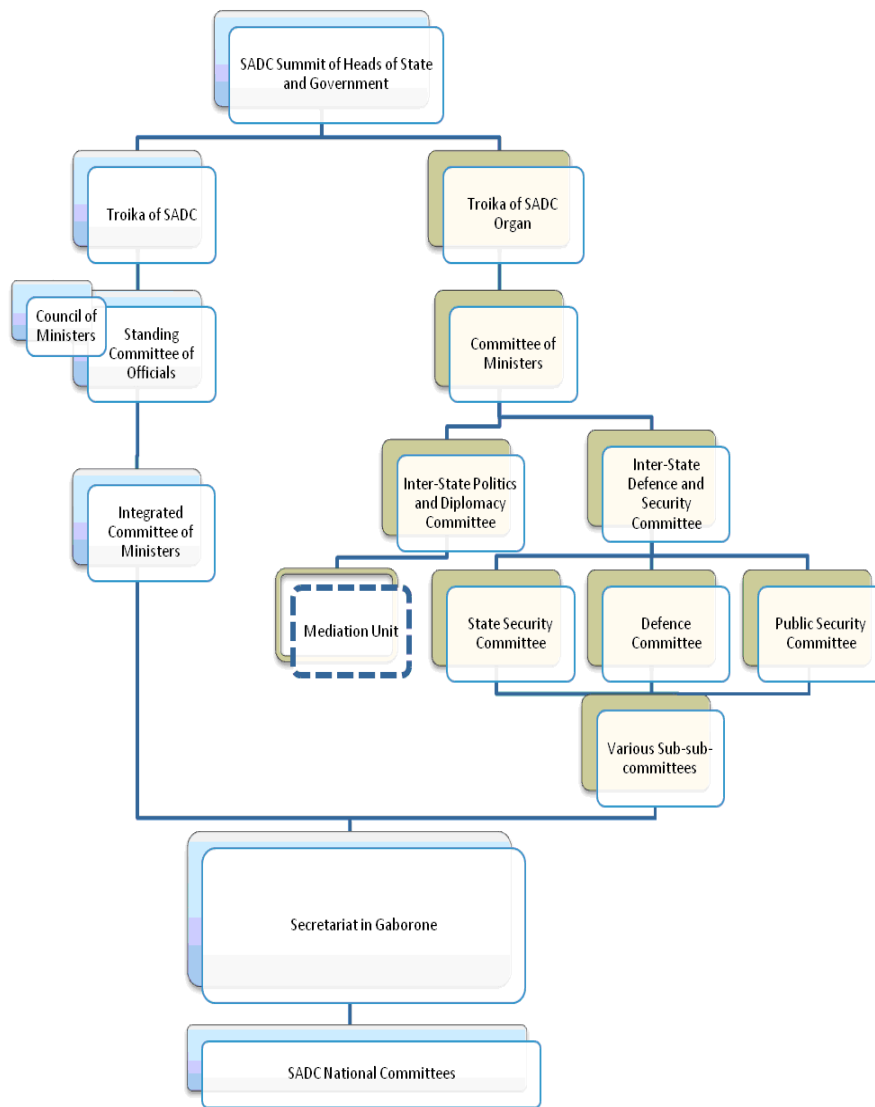 SADC Summit of Heads of State
and Government
Troika of SADC
Troika of SADC
Organ
Council of
Ministers
Standing
Committee of
Officials
Committee of
Ministers
Inter-State Politics
and Diplomacy
Committee
Inter-State
Defence and
Security
Committee
Integrated
Committee of
Ministers
Mediation Unit
State Security
Committee
Defence
Committee
Public Security
Committee
Various Sub-sub-
committees
Secretariat in Gaborone
SADC National Committees